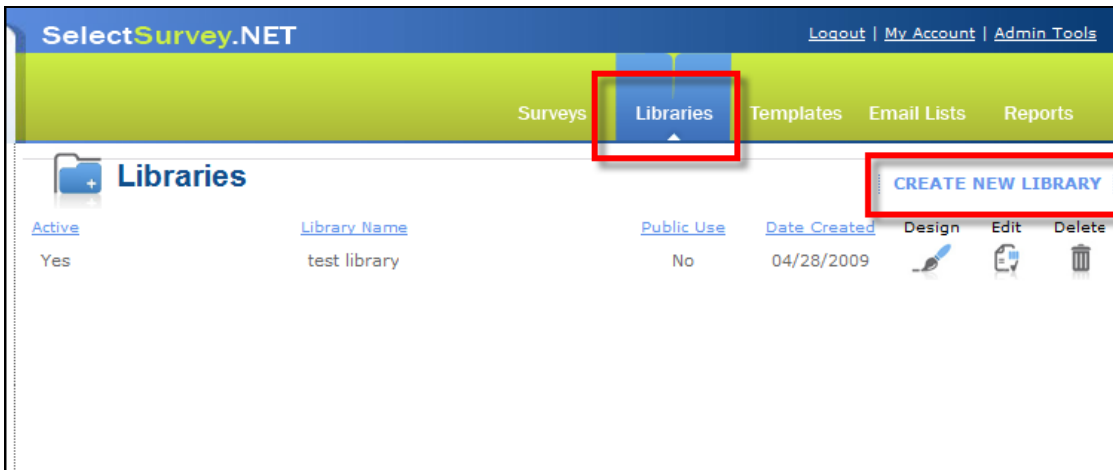 SelectSurvey.NET
Logout | My Account | Admin Tools
Surveys Libraries Templates Email Lists Reports
Libraries
CREATE NEW LIBRARY
Active Library Name Public Use Date Created Design Edit Delete
Yes test library No 04/28/2009